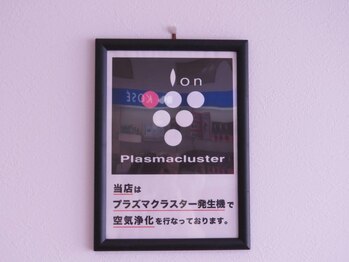 ion
KOSÉ
Plasmacluster
当店は
プラズマクラスター発生機で
空気浄化を行なっております。